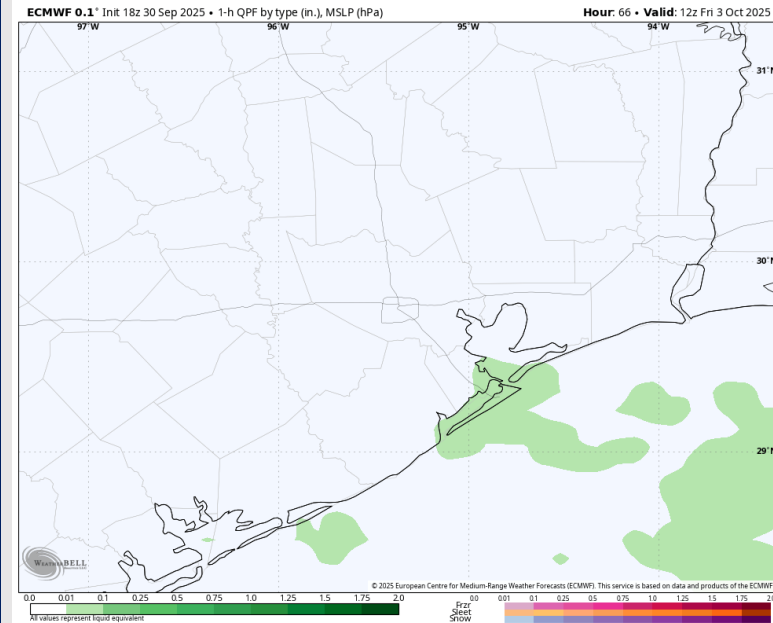 ECMWF 0.1° Init 18z 30 Sep 2025 • 1-h QPF by type (in.), MSLP (hPa)
Hour: 66 • Valid: 12z Fri 3 Oct 2025
97°W 96°W 95°W 94°W
31°N
30°N
29°N
WEATHERBELL
© 2025 European Centre for Medium-Range Weather Forecasts (ECMWF). This service is based on data and products of the ECMWF
0.0 0.01 0.1 0.25 0.5 0.75 1.0 1.25 1.5 1.75 2.0
All values represent liquid equivalent
0.0 0.01 0.1 0.25 0.5 0.75 1.0 1.25 1.5 1.75 2.0
Frzr
Sleet
Snow